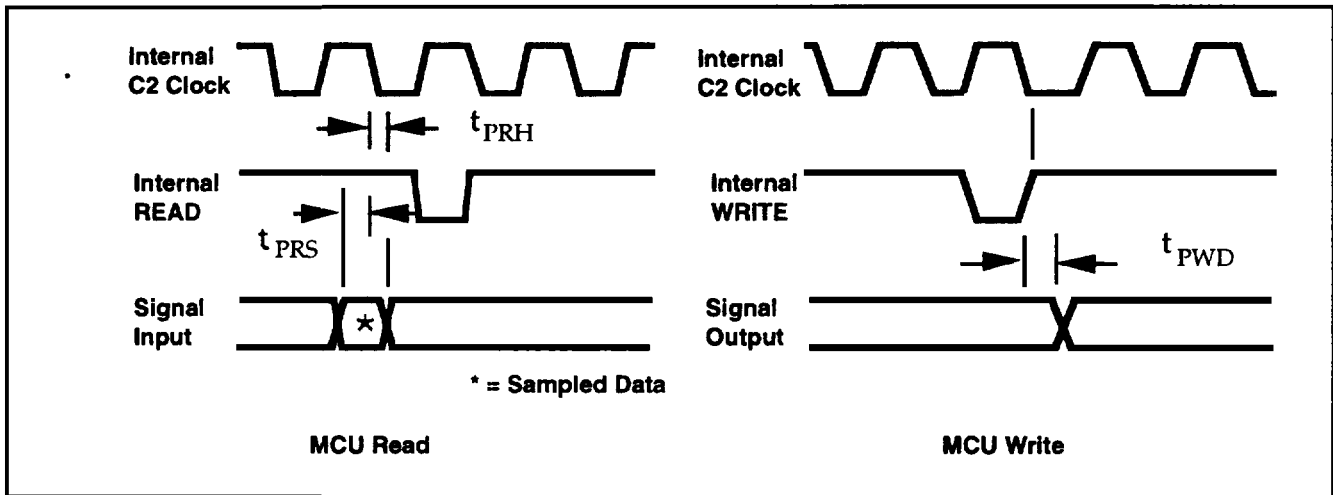 Internal
C2 Clock
t PRH
Internal
READ
t PRS
Signal
Input
*
* = Sampled Data
MCU Read
Internal
C2 Clock
Internal
WRITE
t PWD
Signal
Output
MCU Write